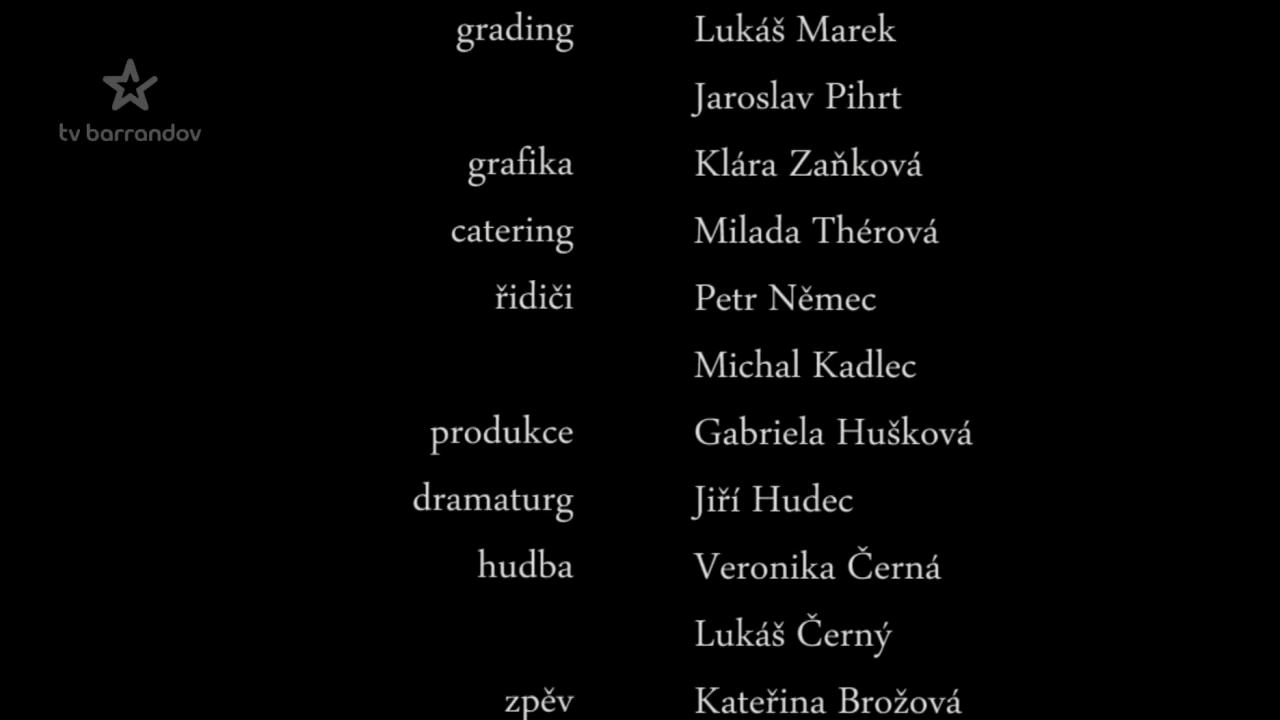 grading Lukáš Marek
tv barrandov
Jaroslav Pihrt
grafika Klára Zaňková
catering Milada Thérová
řidiči Petr Němec
Michal Kadlec
produkce Gabriela Hušková
dramaturg Jiří Hudec
hudba Veronika Černá
Lukáš Černý
zpěv Kateřina Brožová